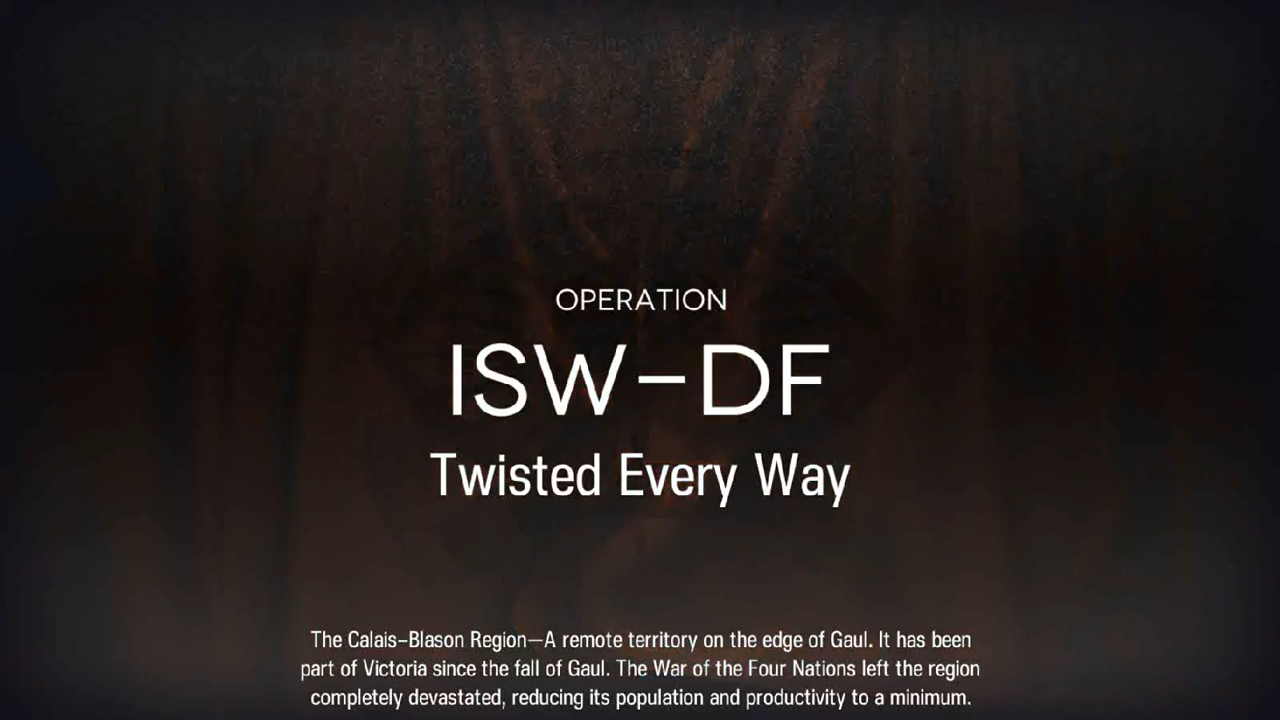 OPERATION
ISW-DF
Twisted Every Way
The Calais-Blason Region—A remote territory on the edge of Gaul. It has been
part of Victoria since the fall of Gaul. The War of the Four Nations left the region
completely devastated, reducing its population and productivity to a minimum.